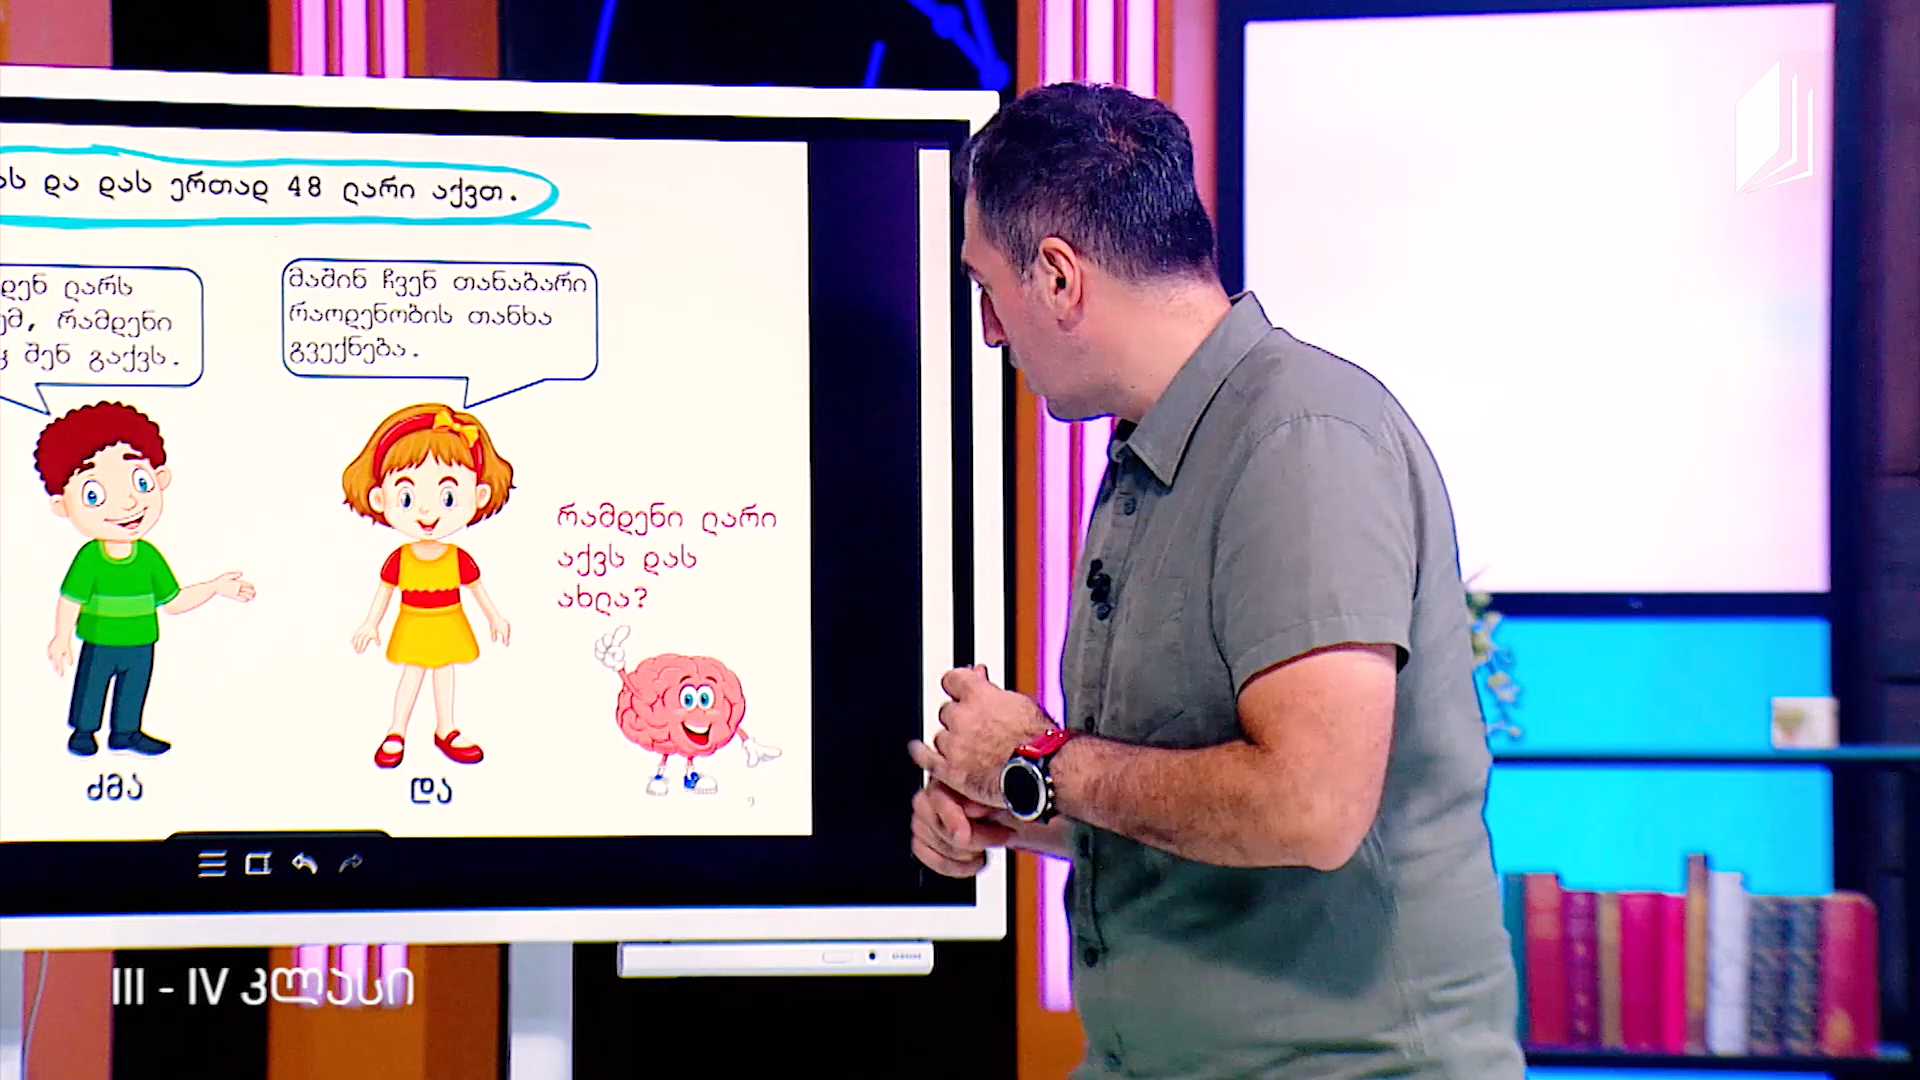 და დას ერთად 48 ლარი აქვთ.
ლარს
რამდენი
შენ გაქვს.
მაშინ ჩვენ თანაბარი
რაოდენობის თანხა
გვექნება.
რამდენი ლარი
აქვს დას
ახლა?
ძმა
და
9
III - IV კლასი